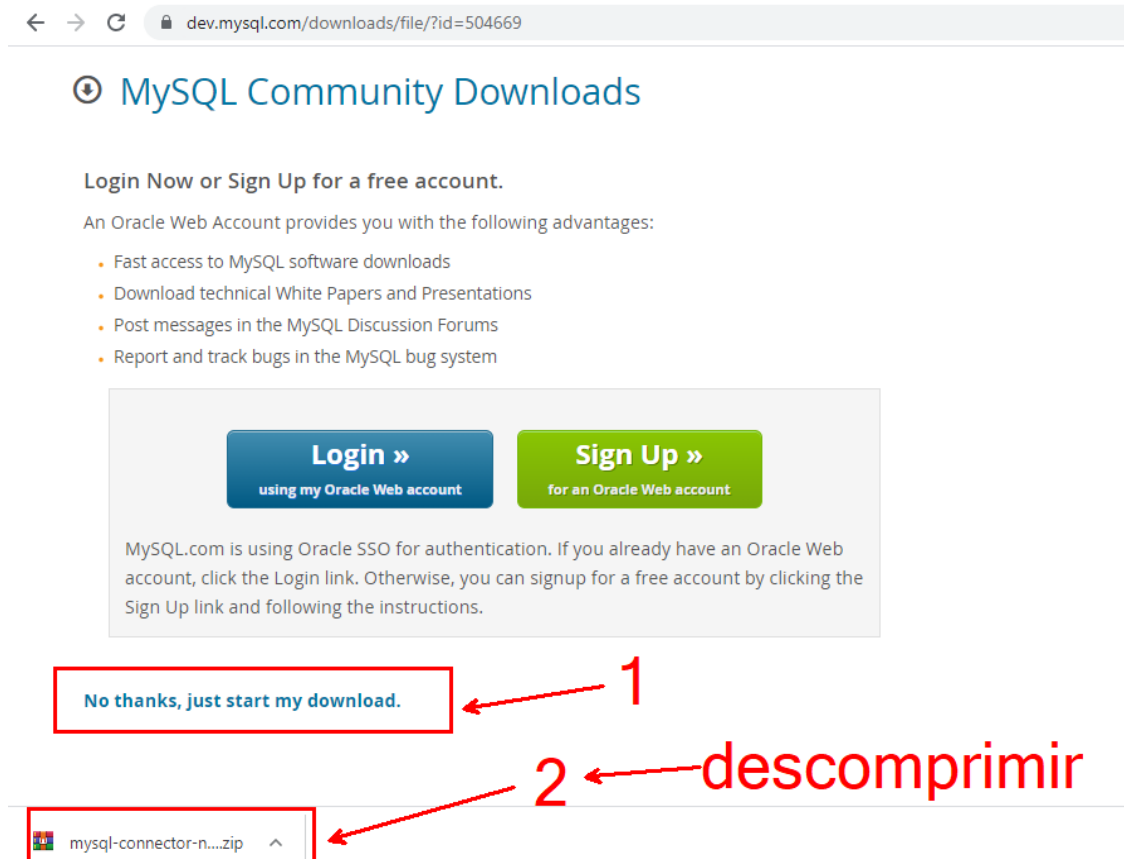 dev.mysql.com/downloads/file/?id=504669
MySQL Community Downloads
Login Now or Sign Up for a free account.
An Oracle Web Account provides you with the following advantages:
Fast access to MySQL software downloads
Download technical White Papers and Presentations
Post messages in the MySQL Discussion Forums
Report and track bugs in the MySQL bug system
Login »
using my Oracle Web account
Sign Up »
for an Oracle Web account
MySQL.com is using Oracle SSO for authentication. If you already have an Oracle Web
account, click the Login link. Otherwise, you can signup for a free account by clicking the
Sign Up link and following the instructions.
No thanks, just start my download.
1
2
descomprimir
mysql-connector-n....zip